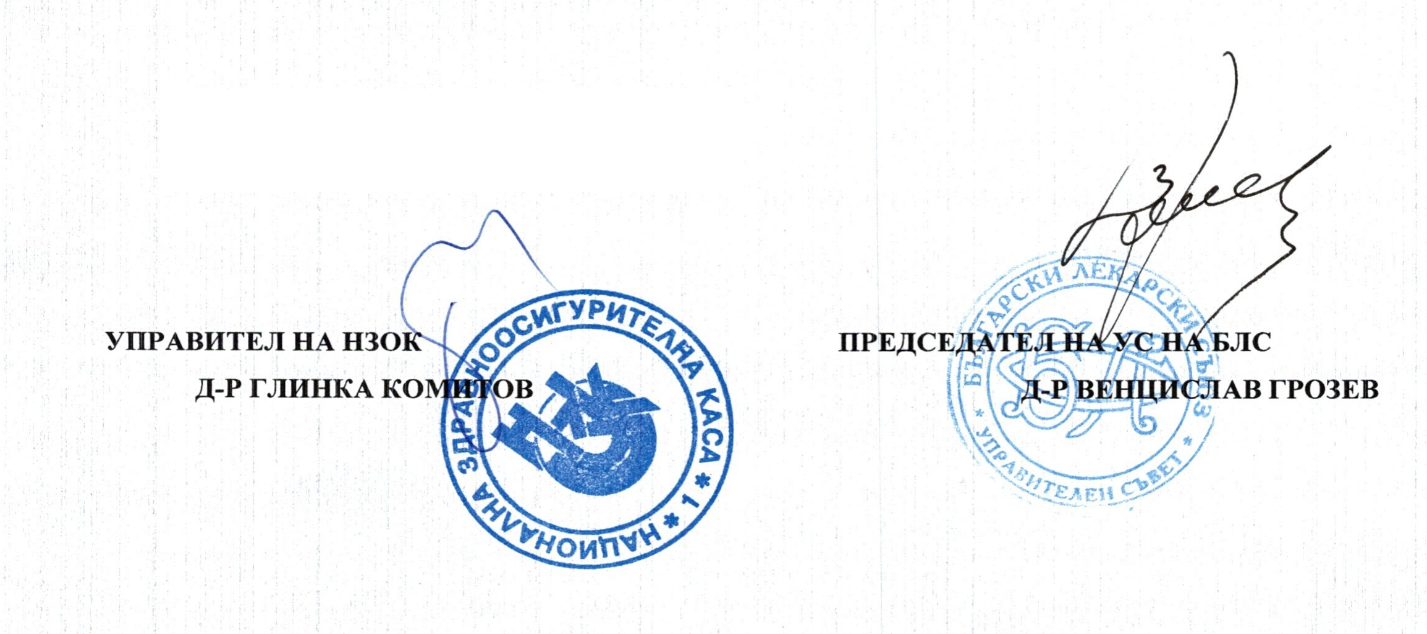 УПРАВИТЕЛ НА НЗОК
Д-Р ГЛИНКА КОМИТОВ
НАЦИОНАЛНА ЗДРАВНООСИГУРИТЕЛНА КАСА * 1 *
ПРЕДСЕДАТЕЛ НА УС НА БЛС
Д-Р ВЕНЦИСЛАВ ГРОЗЕВ
БЪЛГАРСКИ ЛЕКАРСКИ СЪЮЗ
* УПРАВИТЕЛЕН СЪВЕТ *